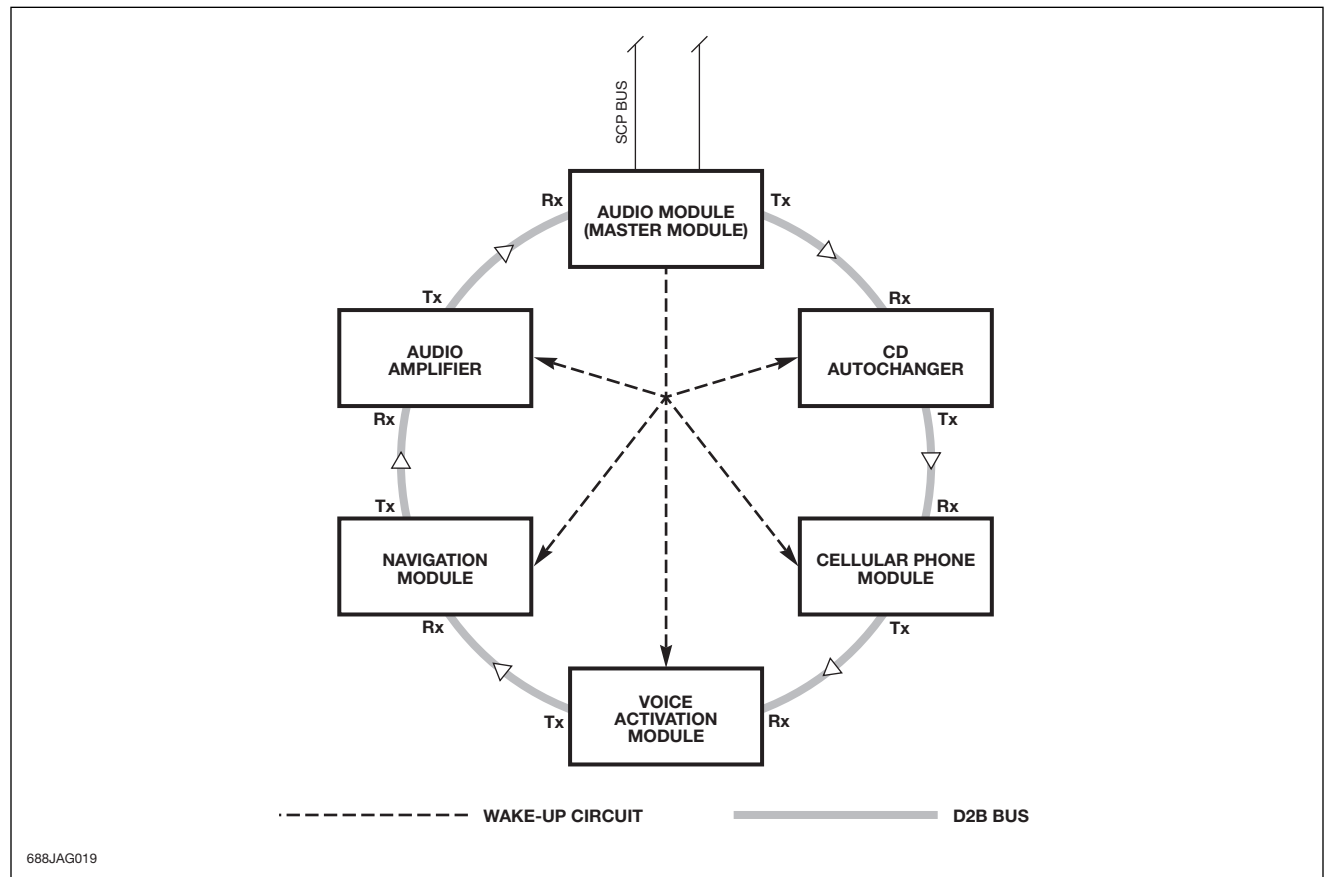 SCP BUS
Rx
Tx
AUDIO MODULE
(MASTER MODULE)
Tx
Rx
AUDIO
AMPLIFIER
CD
AUTOCHANGER
Rx
Tx
Tx
Rx
NAVIGATION
MODULE
CELLULAR PHONE
MODULE
Rx
Tx
VOICE
ACTIVATION
MODULE
Tx
Rx
WAKE-UP CIRCUIT
D2B BUS
688JAG019